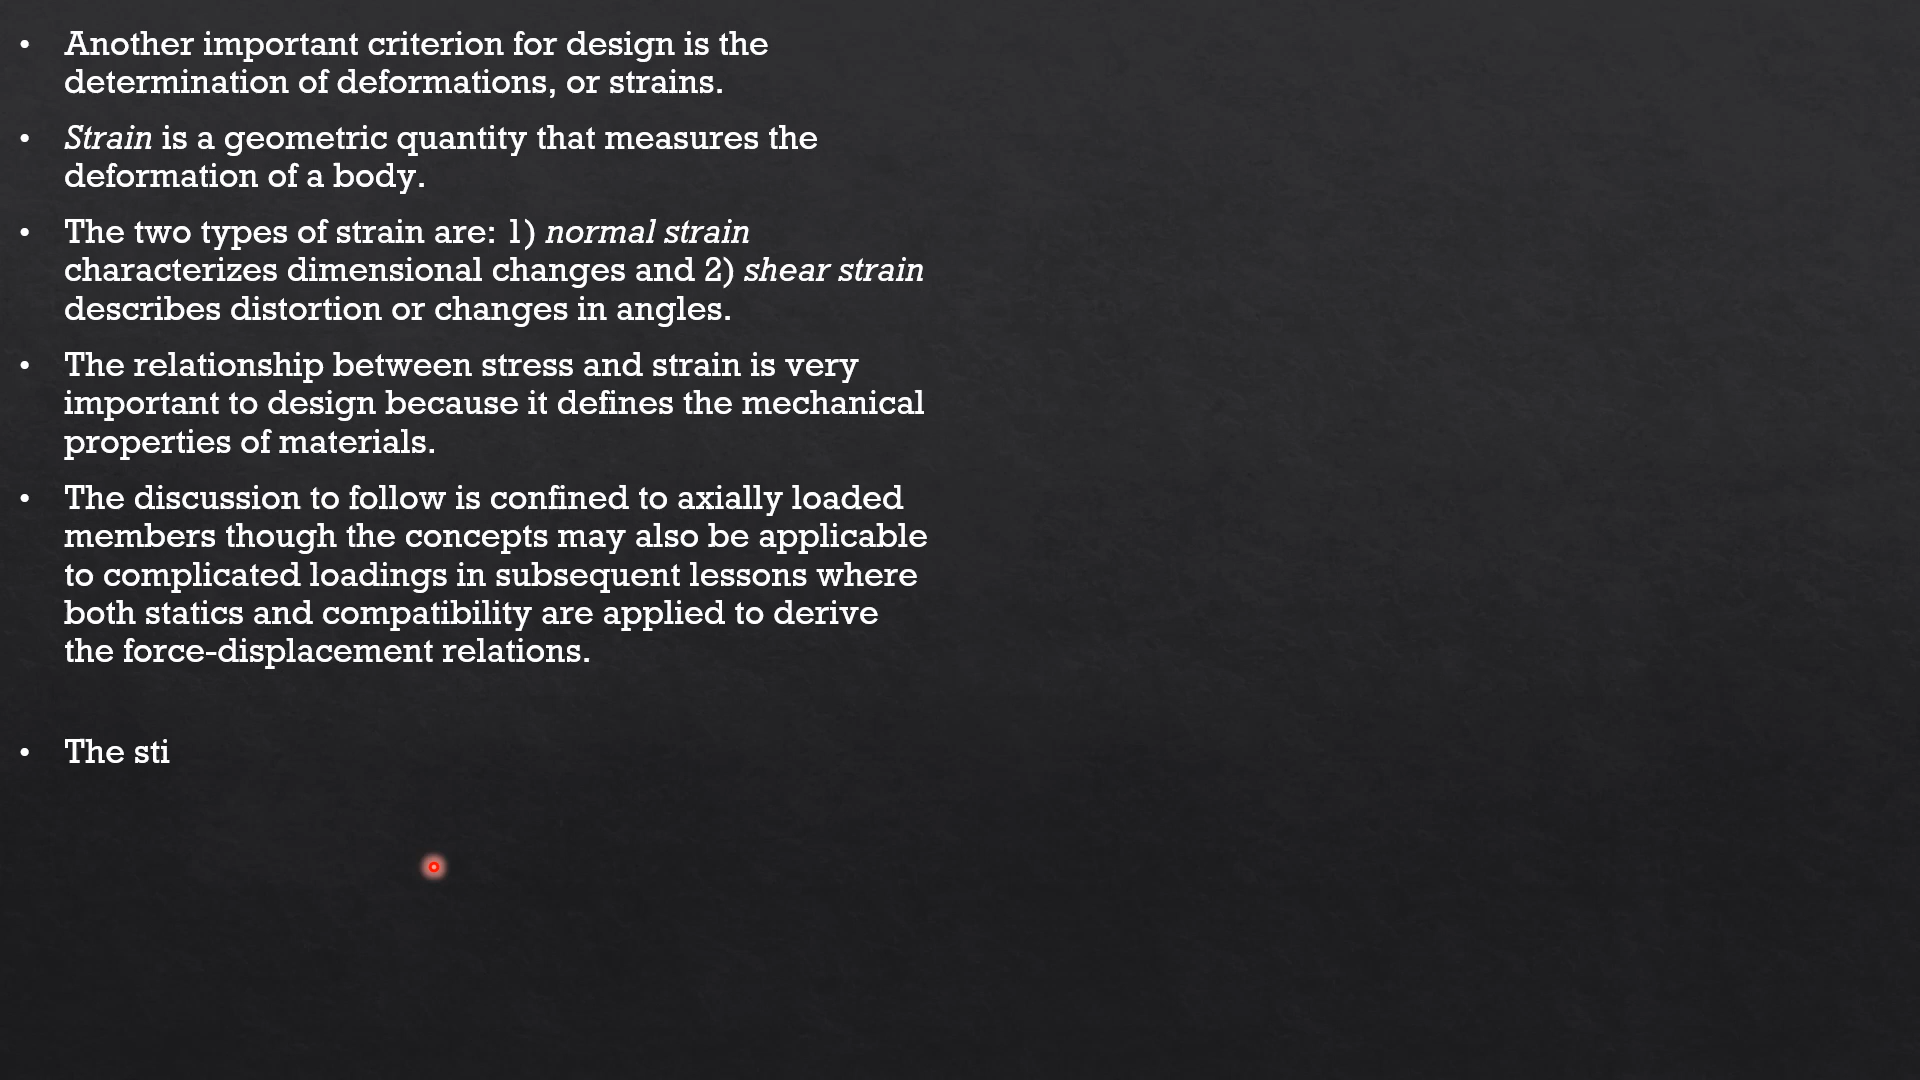 • Another important criterion for design is the
determination of deformations, or strains.
• Strain is a geometric quantity that measures the
deformation of a body.
• The two types of strain are: 1) normal strain
characterizes dimensional changes and 2) shear strain
describes distortion or changes in angles.
• The relationship between stress and strain is very
important to design because it defines the mechanical
properties of materials.
• The discussion to follow is confined to axially loaded
members though the concepts may also be applicable
to complicated loadings in subsequent lessons where
both statics and compatibility are applied to derive
the force-displacement relations.
• The sti